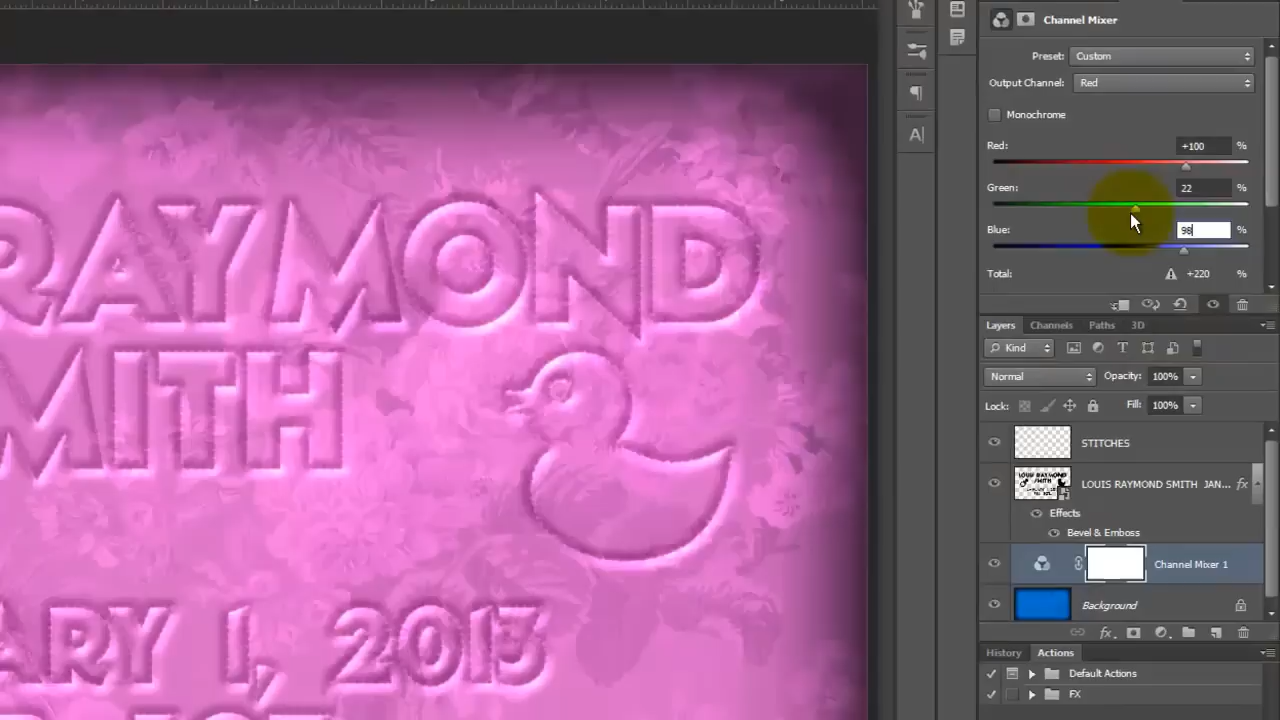 Channel Mixer
Preset: Custom
Output Channel: Red
Monochrome
Red: +100 %
Green: 22 %
Blue: 98 %
Total: +220 %
RAYMOND
MITH
ARY 1, 2013
Layers Channels Paths 3D
Kind
Normal Opacity: 100%
Lock: Fill: 100%
STITCHES
LOUIS RAYMOND SMITH JAN... fx
Effects
Bevel & Emboss
Channel Mixer 1
Background
fx
History Actions
Default Actions
FX